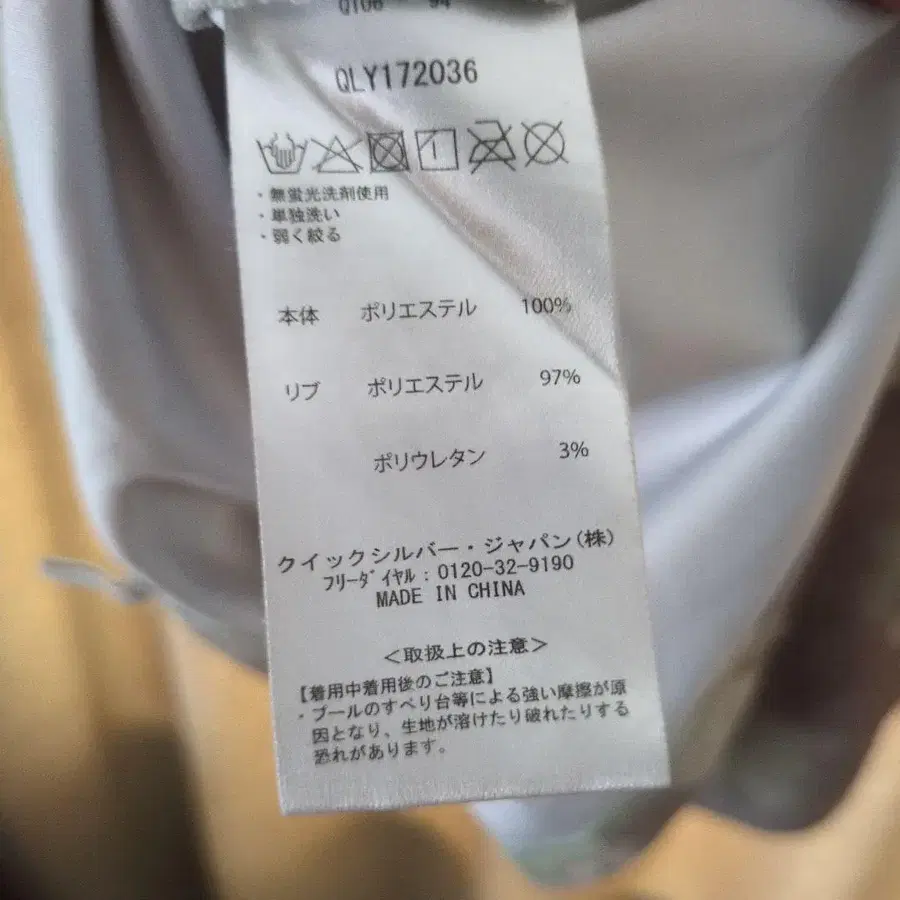 QLY172036
・無蛍光洗剤使用
・単独洗い
・弱く絞る
本体 ポリエステル 100%
リブ ポリエステル 97%
ポリウレタン 3%
クイックシルバー・ジャパン(株)
フリーダイヤル:0120-32-9190
MADE IN CHINA
<取扱上の注意>
【着用中着用後のご注意】
・プールのすべり台等による強い摩擦が原
因となり、生地が溶けたり破れたりする
恐れがあります。